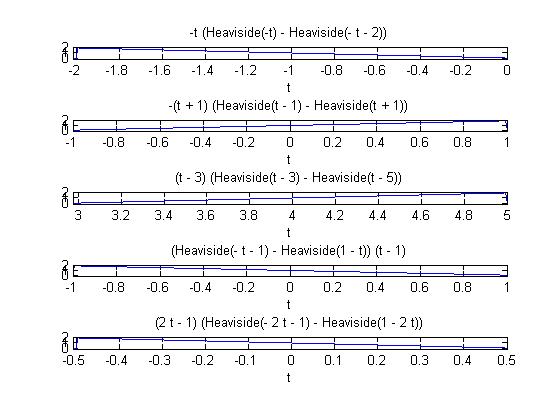 -t (Heaviside(-t) - Heaviside(- t - 2))
2
1
0
-2 -1.8 -1.6 -1.4 -1.2 -1 -0.8 -0.6 -0.4 -0.2 0
t
-(t + 1) (Heaviside(t - 1) - Heaviside(t + 1))
2
1
0
-1 -0.8 -0.6 -0.4 -0.2 0 0.2 0.4 0.6 0.8 1
t
(t - 3) (Heaviside(t - 3) - Heaviside(t - 5))
2
1
0
3 3.2 3.4 3.6 3.8 4 4.2 4.4 4.6 4.8 5
t
(Heaviside(- t - 1) - Heaviside(1 - t)) (t - 1)
2
1
0
-1 -0.8 -0.6 -0.4 -0.2 0 0.2 0.4 0.6 0.8 1
t
(2 t - 1) (Heaviside(- 2 t - 1) - Heaviside(1 - 2 t))
2
1
0
-0.5 -0.4 -0.3 -0.2 -0.1 0 0.1 0.2 0.3 0.4 0.5
t